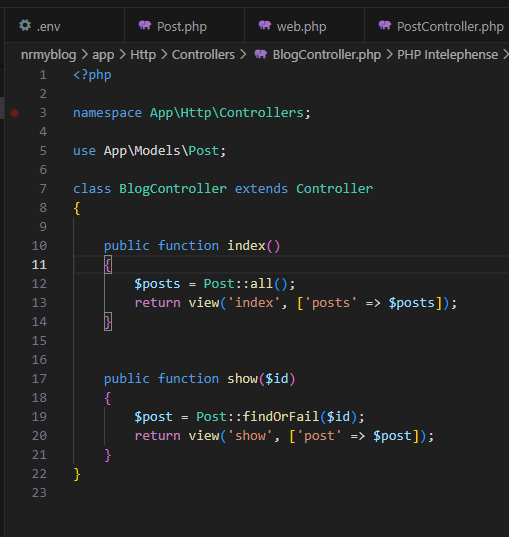 .env Post.php web.php PostController.php
nrmyblog > app > Http > Controllers > BlogController.php > PHP Intelephense >
1 <?php
2
3 namespace App\Http\Controllers;
4
5 use App\Models\Post;
6
7 class BlogController extends Controller
8 {
9
10 public function index()
11 {
12 $posts = Post::all();
13 return view('index', ['posts' => $posts]);
14 }
15
16
17 public function show($id)
18 {
19 $post = Post::findOrFail($id);
20 return view('show', ['post' => $post]);
21 }
22 }
23